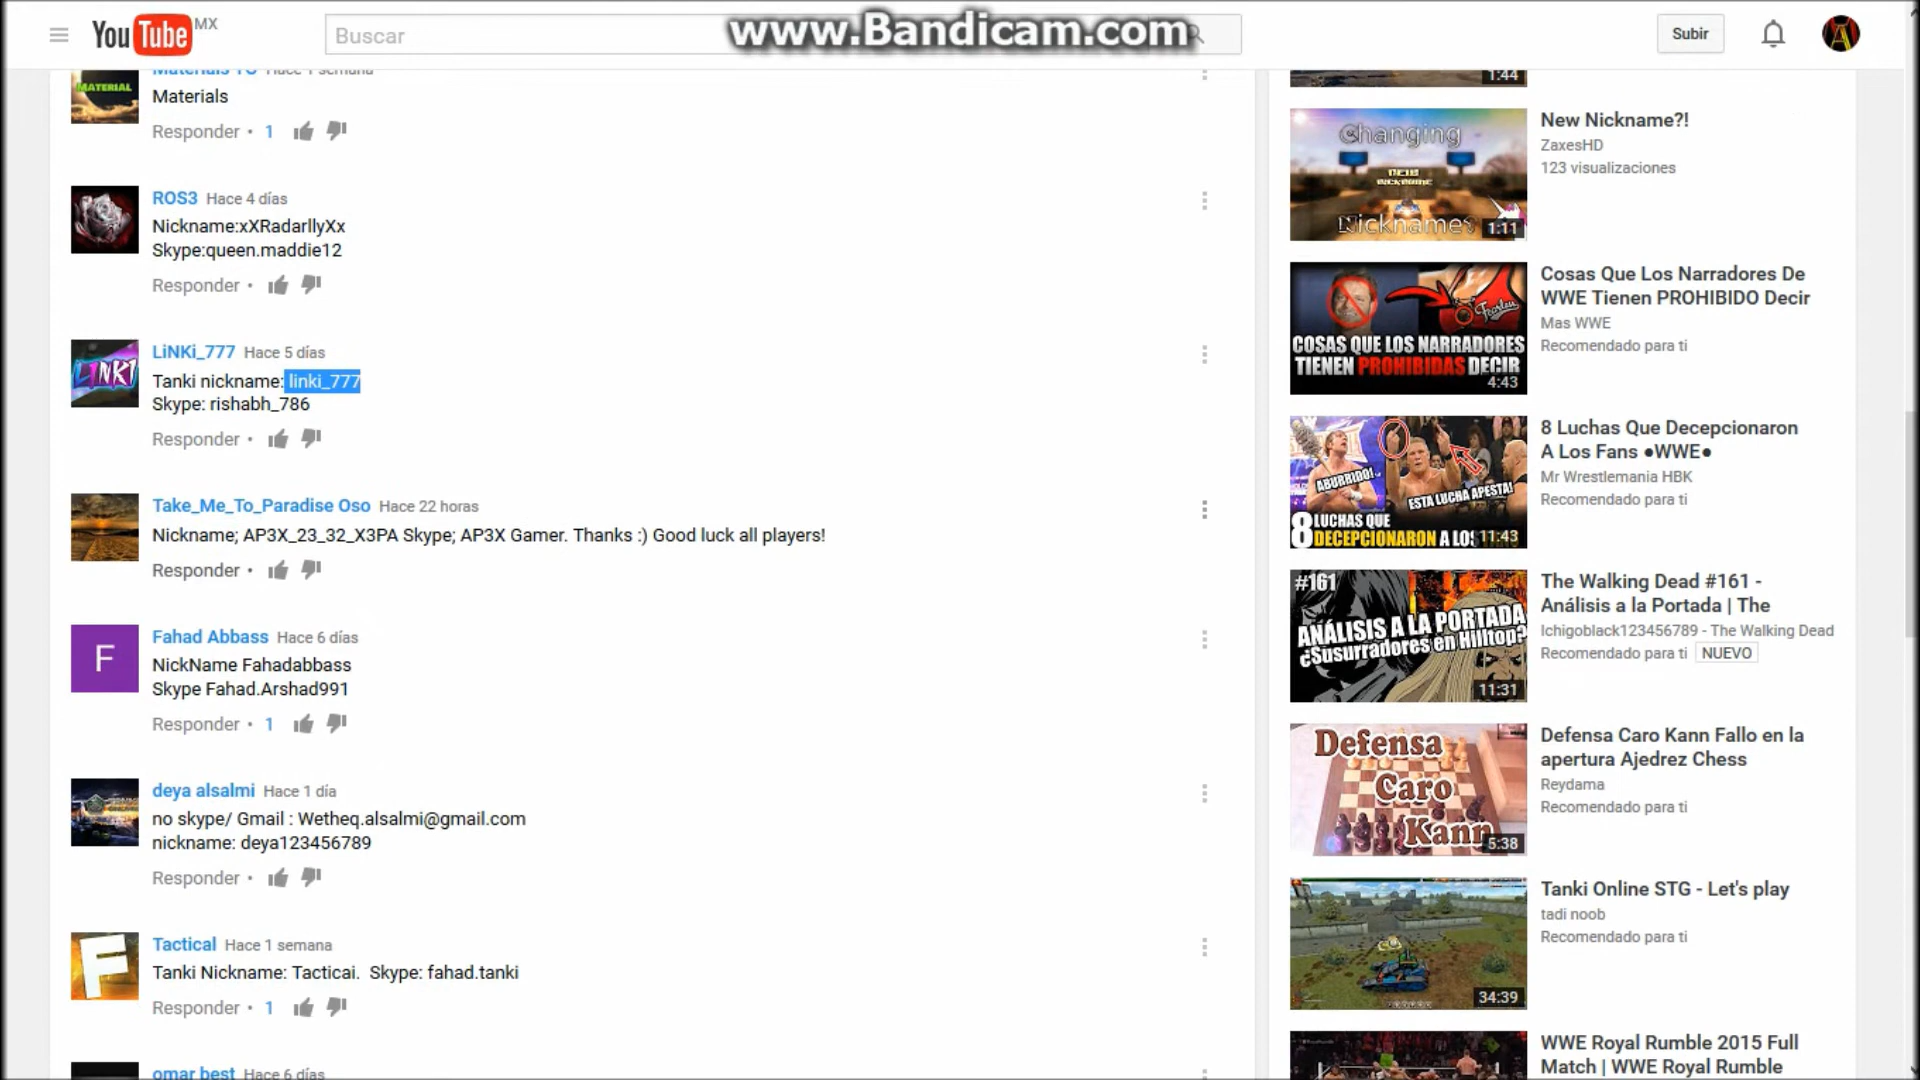 YouTube MX
Buscar
www.Bandicam.com
Subir
Materials TO Hace 1 semana
Materials
Responder • 1
ROS3 Hace 4 días
Nickname:xXRadarllyXx
Skype:queen.maddie12
Responder •
LiNKi_777 Hace 5 días
Tanki nickname: linki_777
Skype: rishabh_786
Responder •
Take_Me_To_Paradise Oso Hace 22 horas
Nickname; AP3X_23_32_X3PA Skype; AP3X Gamer. Thanks :) Good luck all players!
Responder •
Fahad Abbass Hace 6 días
NickName Fahadabbass
Skype Fahad.Arshad991
Responder • 1
deya alsalmi Hace 1 día
no skype/ Gmail : Wetheq.alsalmi@gmail.com
nickname: deya123456789
Responder •
Tactical Hace 1 semana
Tanki Nickname: Tacticai.  Skype: fahad.tanki
Responder • 1
omar best Hace 6 días
MATERIAL
LINKI
F
F
1:44
Changing
NEW
NICKNAME
Nickname?
1:11
New Nickname?!
ZaxesHD
123 visualizaciones
Fearless
COSAS QUE LOS NARRADORES
TIENEN PROHIBIDAS DECIR
4:43
Cosas Que Los Narradores De
WWE Tienen PROHIBIDO Decir
Mas WWE
Recomendado para ti
ABURRIDO!
ESTA LUCHA APESTA!
8 LUCHAS QUE
DECEPCIONARON A LOS
11:43
8 Luchas Que Decepcionaron
A Los Fans ●WWE●
Mr Wrestlemania HBK
Recomendado para ti
#161
ANÁLISIS A LA PORTADA
¿Susurradores en Hilltop?
11:31
The Walking Dead #161 -
Análisis a la Portada | The
Ichigoblack123456789 - The Walking Dead
Recomendado para ti NUEVO
Defensa
Caro
Kann
5:38
Defensa Caro Kann Fallo en la
apertura Ajedrez Chess
Reydama
Recomendado para ti
34:39
Tanki Online STG - Let's play
tadi noob
Recomendado para ti
WWE Royal Rumble 2015 Full
Match | WWE Royal Rumble